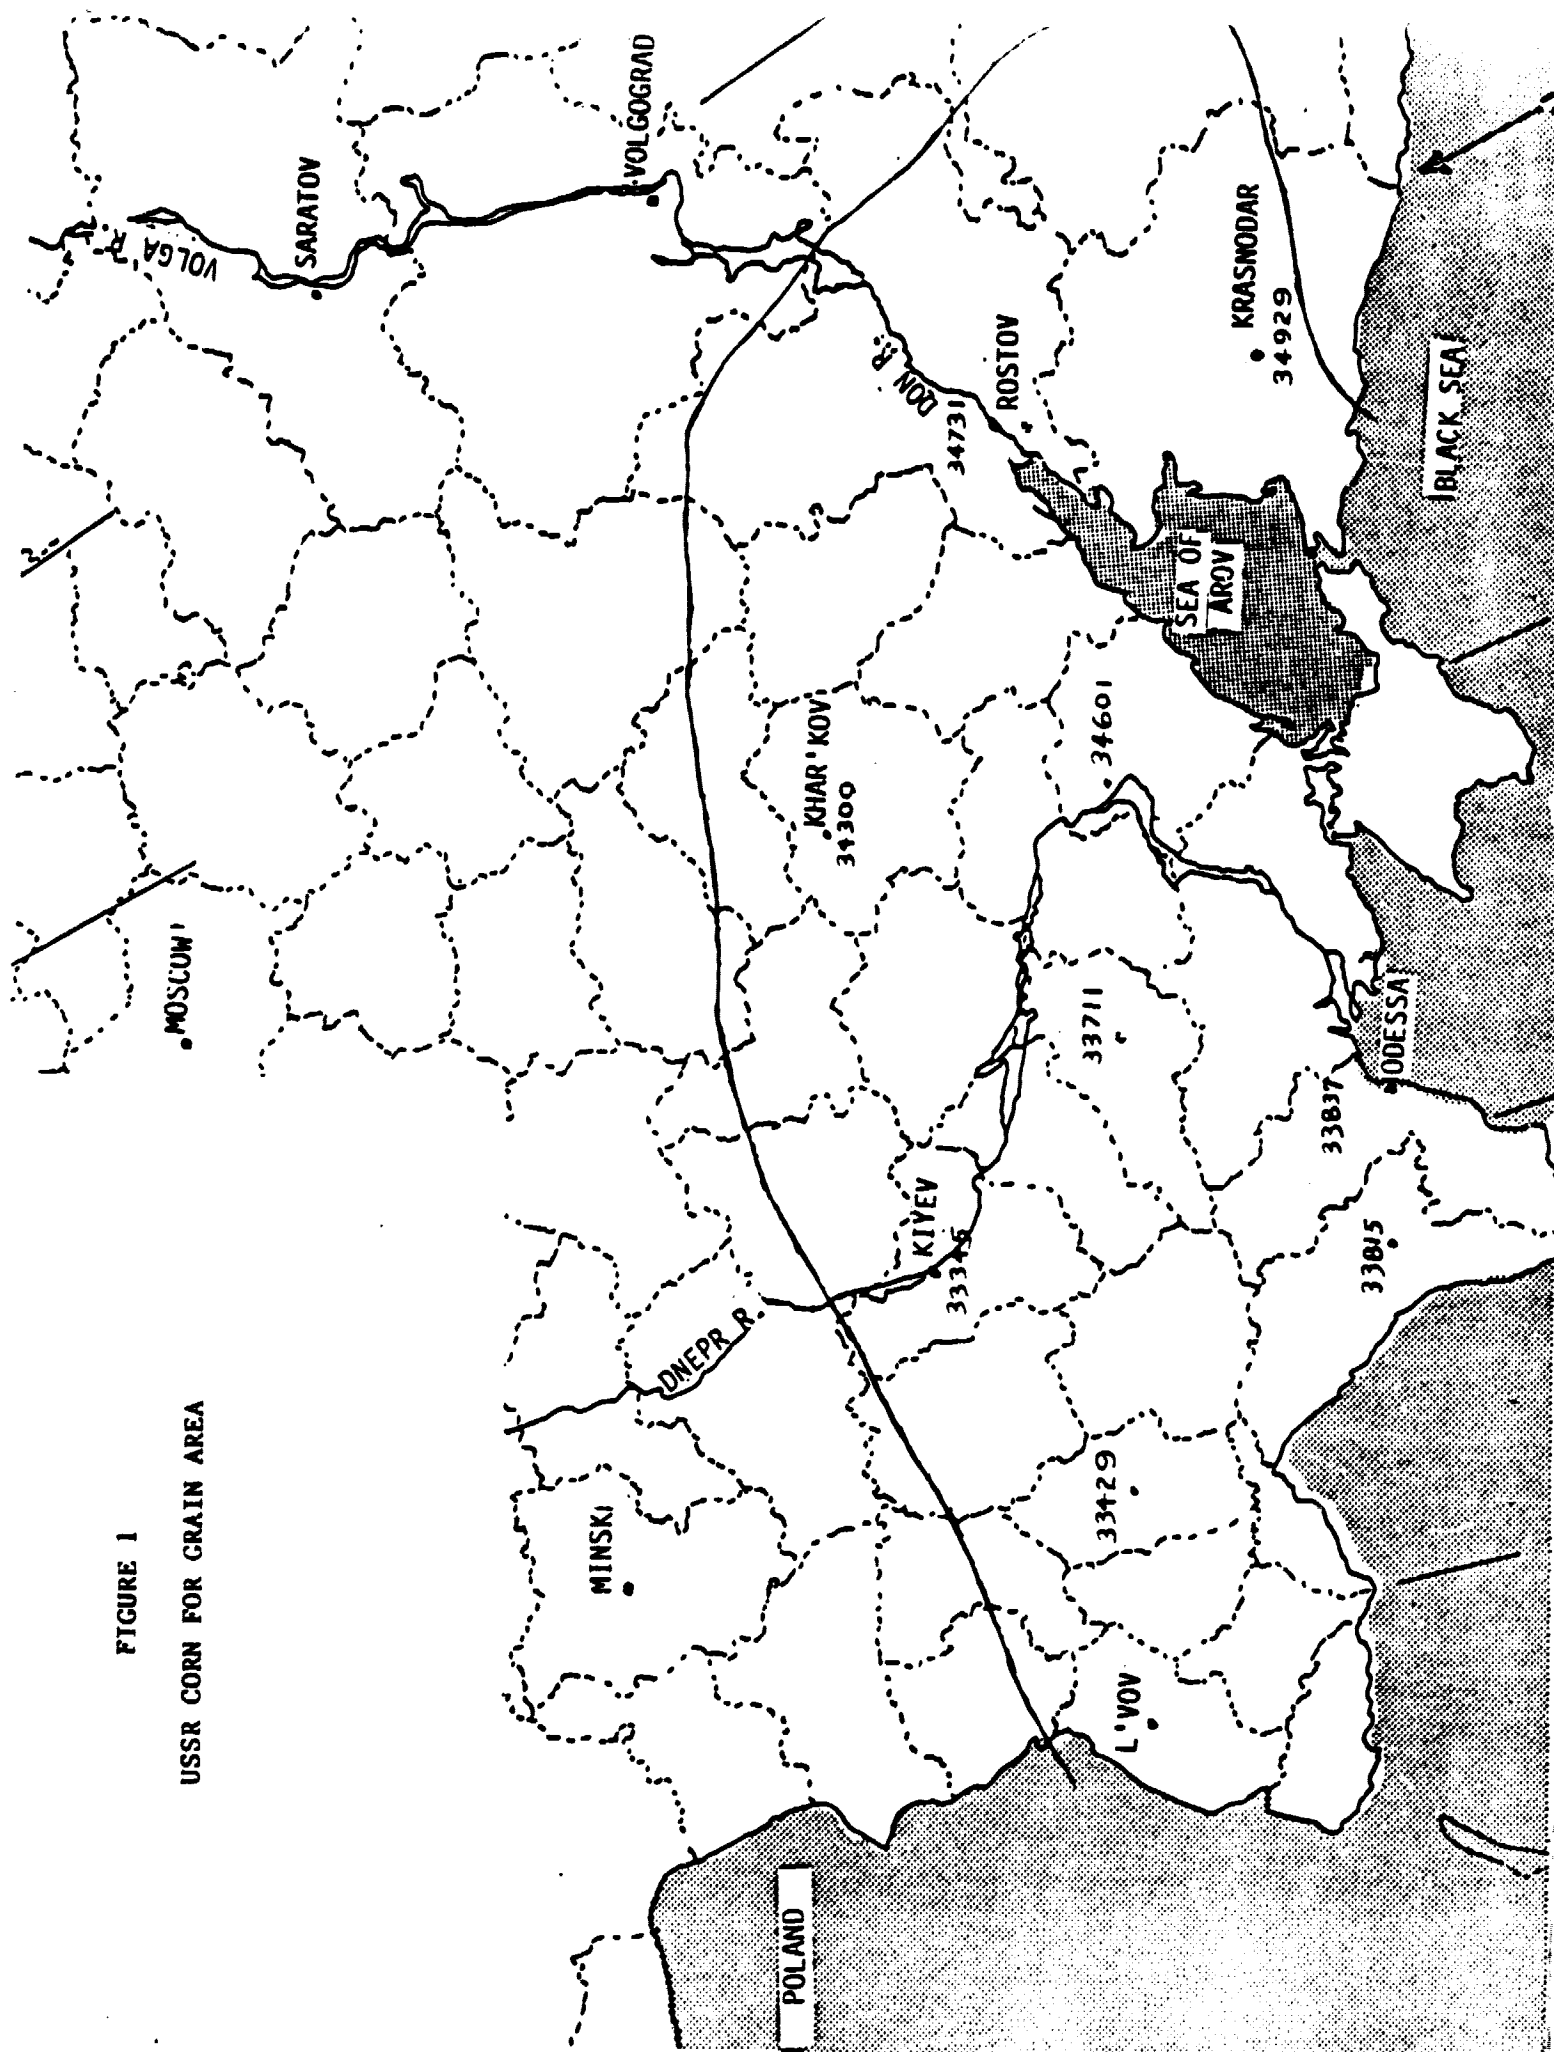 FIGURE 1
USSR CORN FOR GRAIN AREA
MOSCOW
VOLGA R.
SARATOV
VOLGOGRAD
MINSK
DNEPR R
POLAND
KHAR'KOV
34300
KIYEV
33345
DON R.
34731
ROSTOV
L'VOV
33429
33711
34601
SEA OF
AROV
KRASNODAR
34929
33815
33837
ODESSA
BLACK SEA